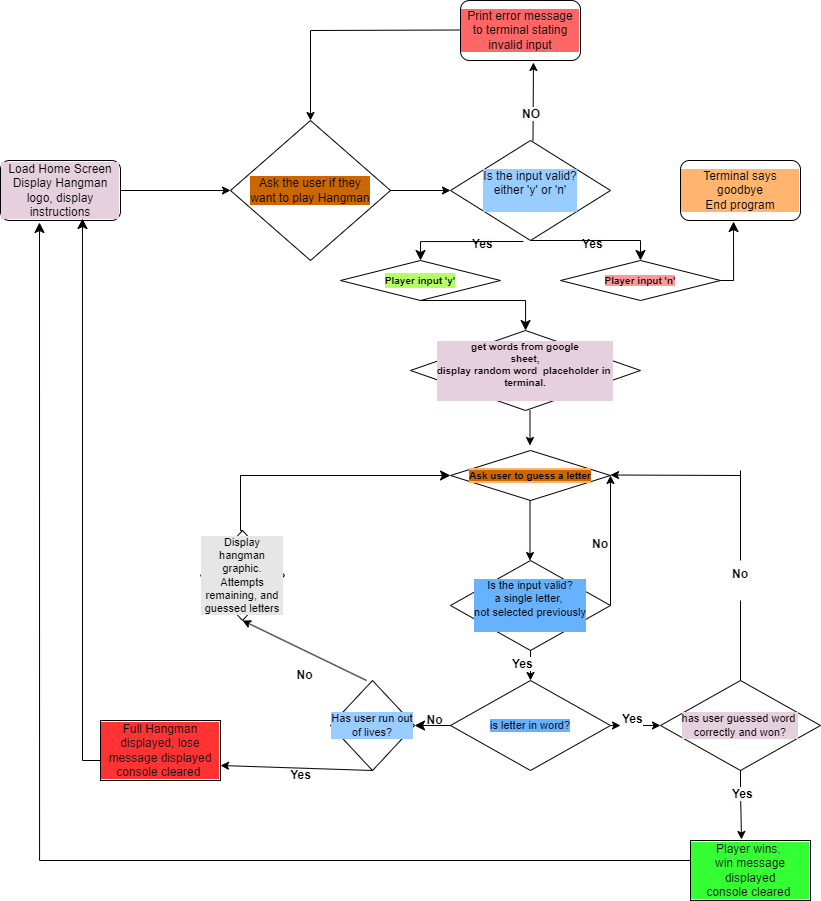 Print error message
to terminal stating
invalid input
NO
Load Home Screen
Display Hangman
logo, display
instructions
Ask the user if they
want to play Hangman
Is the input valid?
either 'y' or 'n'
Terminal says
goodbye
End program
Yes
Yes
Player input 'y'
Player input 'n'
get words from google
sheet,
display random word placeholder in
terminal.
Ask user to guess a letter
Display
hangman
graphic.
Attempts
remaining, and
guessed letters
No
No
Is the input valid?
a single letter,
not selected previously
Yes
No
Has user run out
of lives?
No
is letter in word?
Yes
has user guessed word
correctly and won?
Full Hangman
displayed, lose
message displayed
console cleared
Yes
Yes
Player wins.
win message
displayed
console cleared